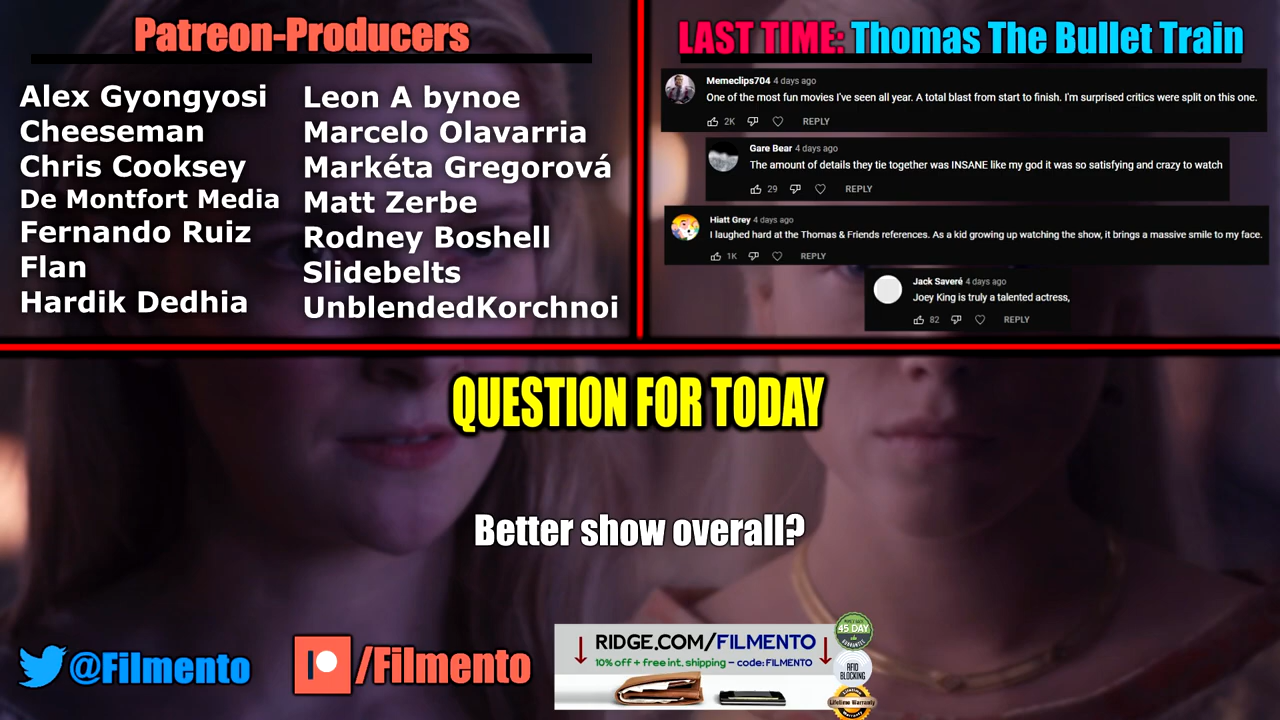 Patreon-Producers
Alex Gyongyosi
Cheeseman
Chris Cooksey
De Montfort Media
Fernando Ruiz
Flan
Hardik Dedhia
Leon A bynoe
Marcelo Olavarria
Markéta Gregorová
Matt Zerbe
Rodney Boshell
Slidebelts
UnblendedKorchnoi
LAST TIME: Thomas The Bullet Train
Memeclips704 4 days ago
One of the most fun movies I've seen all year. A total blast from start to finish. I'm surprised critics were split on this one.
2K REPLY
Gare Bear 4 days ago
The amount of details they tie together was INSANE like my god it was so satisfying and crazy to watch
29 REPLY
Hiatt Grey 4 days ago
I laughed hard at the Thomas & Friends references. As a kid growing up watching the show, it brings a massive smile to my face.
1K REPLY
Jack Saveré 4 days ago
Joey King is truly a talented actress,
82 REPLY
QUESTION FOR TODAY
Better show overall?
@Filmento
/Filmento
RIDGE.COM/FILMENTO
10% off + free int. shipping – code: FILMENTO
45 DAY
RFID
BLOCKING
Lifetime Warranty